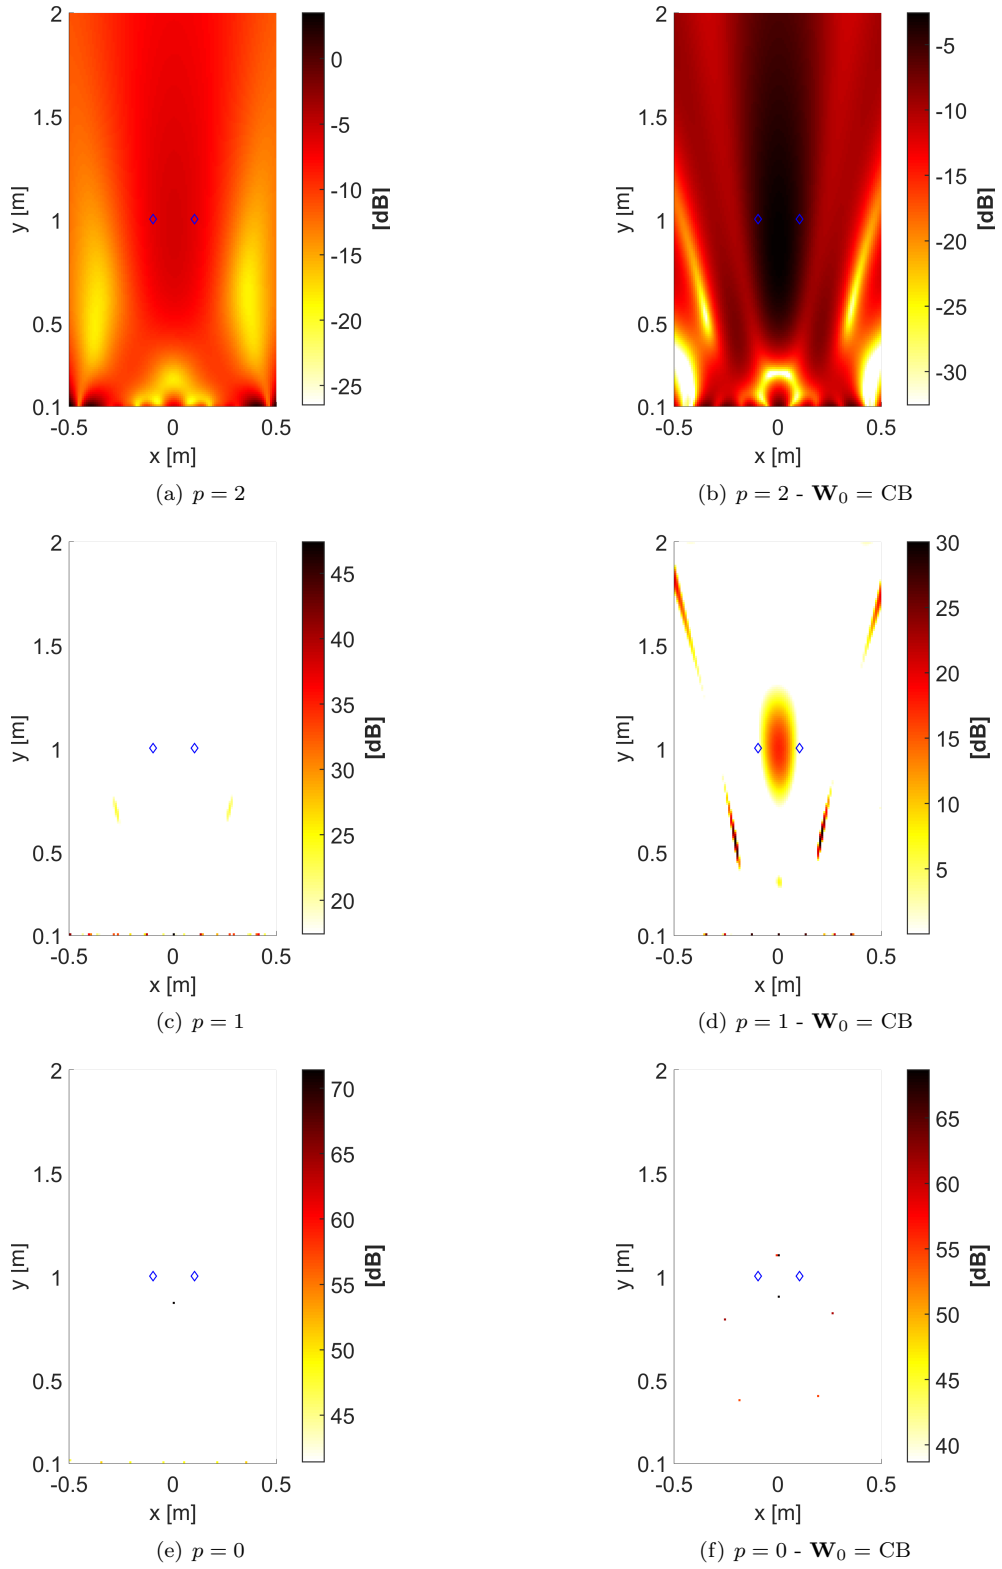 2
1.5
1
0.5
0.1
y [m]
-0.5 0 0.5
x [m]
0
-5
-10
-15
-20
-25
[dB]
(a) p = 2
2
1.5
1
0.5
0.1
y [m]
-0.5 0 0.5
x [m]
-5
-10
-15
-20
-25
-30
[dB]
(b) p = 2 - W₀ = CB
2
1.5
1
0.5
0.1
y [m]
-0.5 0 0.5
x [m]
45
40
35
30
25
20
[dB]
(c) p = 1
2
1.5
1
0.5
0.1
y [m]
-0.5 0 0.5
x [m]
30
25
20
15
10
5
[dB]
(d) p = 1 - W₀ = CB
2
1.5
1
0.5
0.1
y [m]
-0.5 0 0.5
x [m]
70
65
60
55
50
45
[dB]
(e) p = 0
2
1.5
1
0.5
0.1
y [m]
-0.5 0 0.5
x [m]
65
60
55
50
45
40
[dB]
(f) p = 0 - W₀ = CB